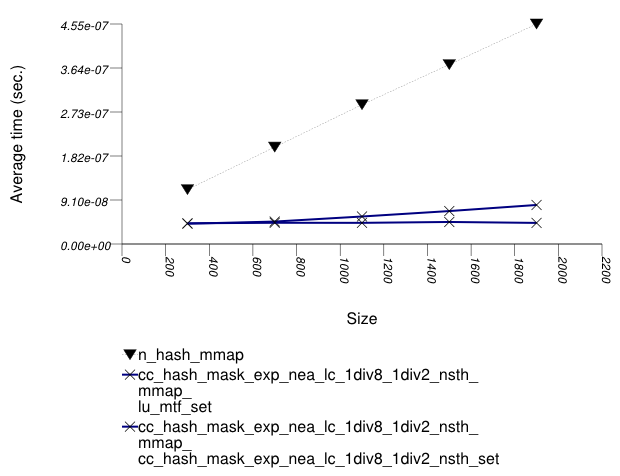 4.55e-07
3.64e-07
2.73e-07
1.82e-07
9.10e-08
0.00e+00
Average time (sec.)
0
200
400
600
800
1000
1200
1400
1600
1800
2000
2200
Size
n_hash_mmap
cc_hash_mask_exp_nea_lc_1div8_1div2_nsth_
mmap_
lu_mtf_set
cc_hash_mask_exp_nea_lc_1div8_1div2_nsth_
mmap_
cc_hash_mask_exp_nea_lc_1div8_1div2_nsth_set